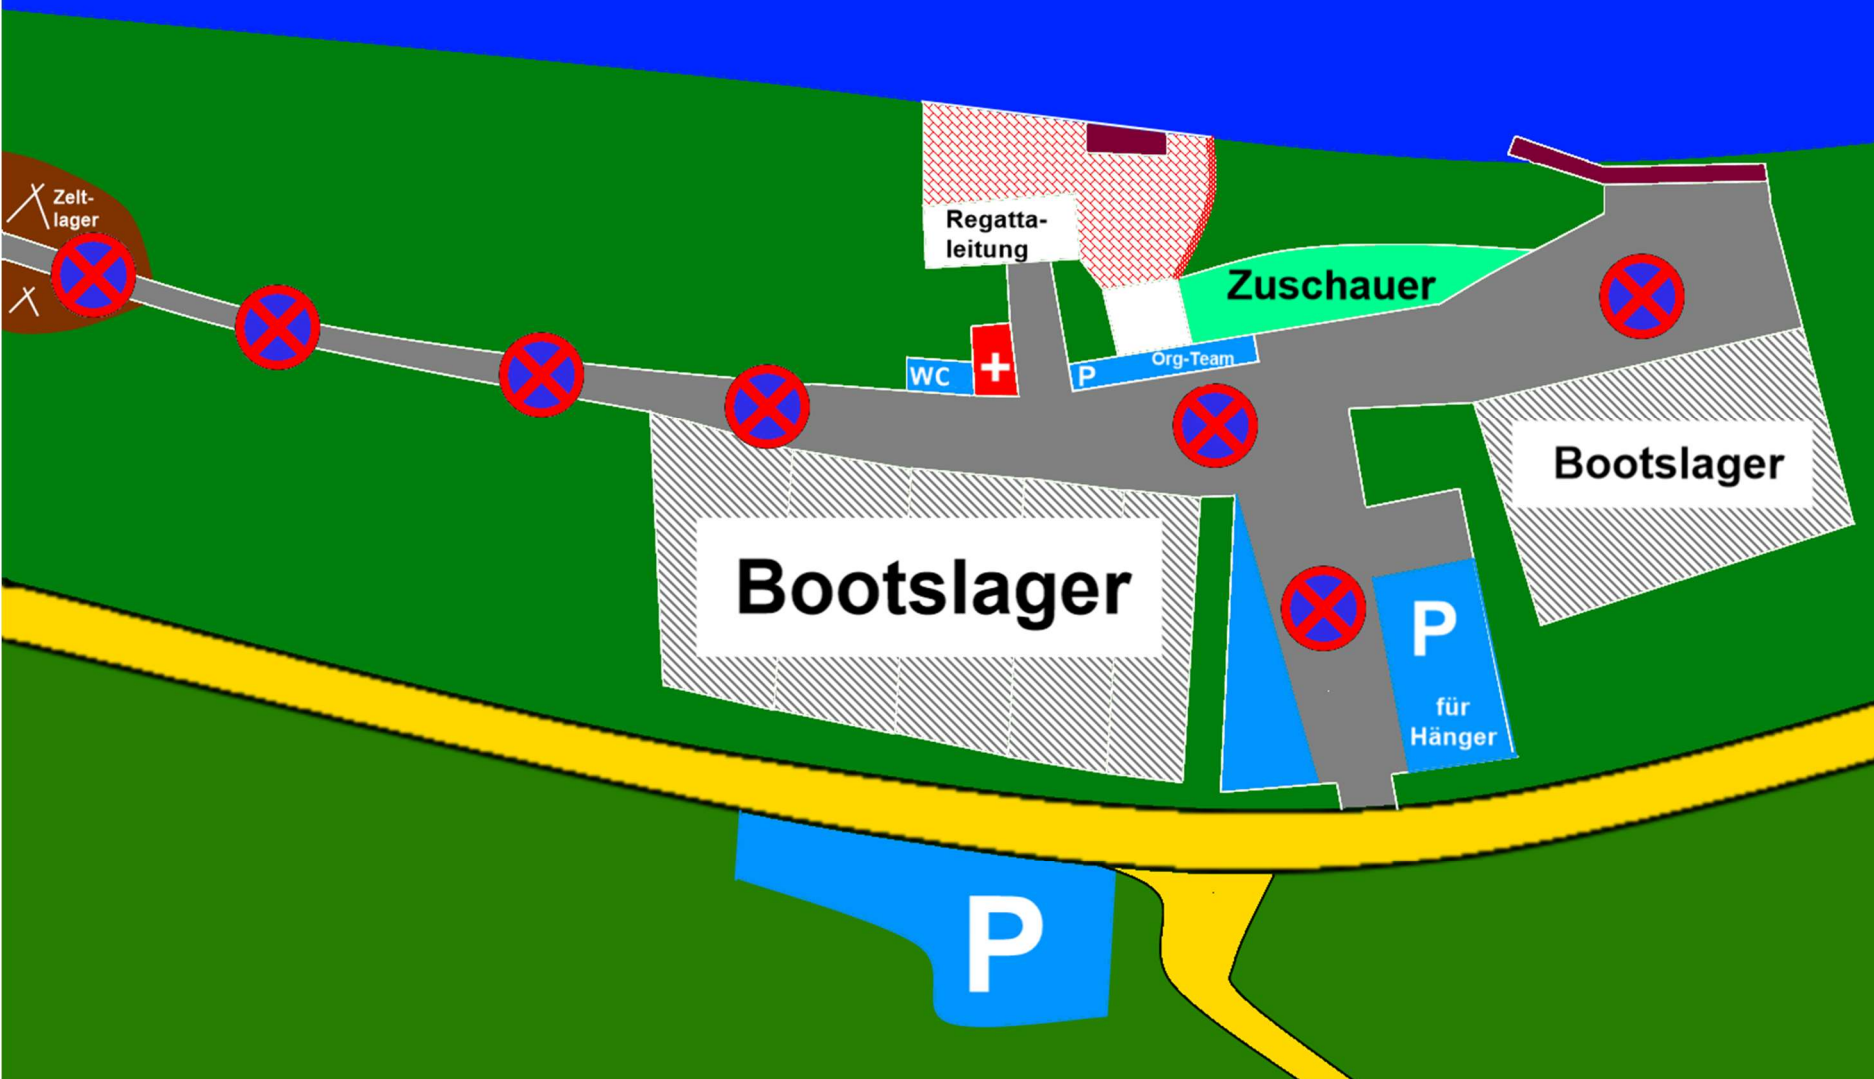 Zelt-
lager
Regatta-
leitung
Zuschauer
WC
P Org-Team
Bootslager
Bootslager
P
für
Hänger
P